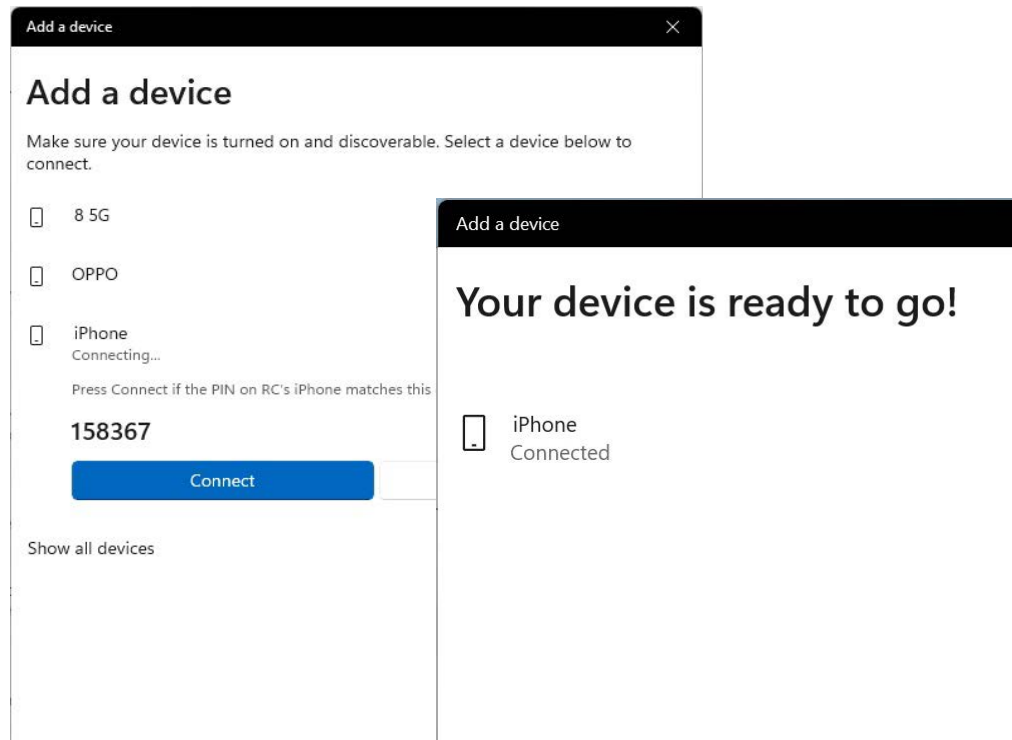 Add a device
Add a device
Make sure your device is turned on and discoverable. Select a device below to
connect.
8 5G
OPPO
iPhone
Connecting...
Press Connect if the PIN on RC's iPhone matches this
158367
Connect
Show all devices
Add a device
Your device is ready to go!
iPhone
Connected